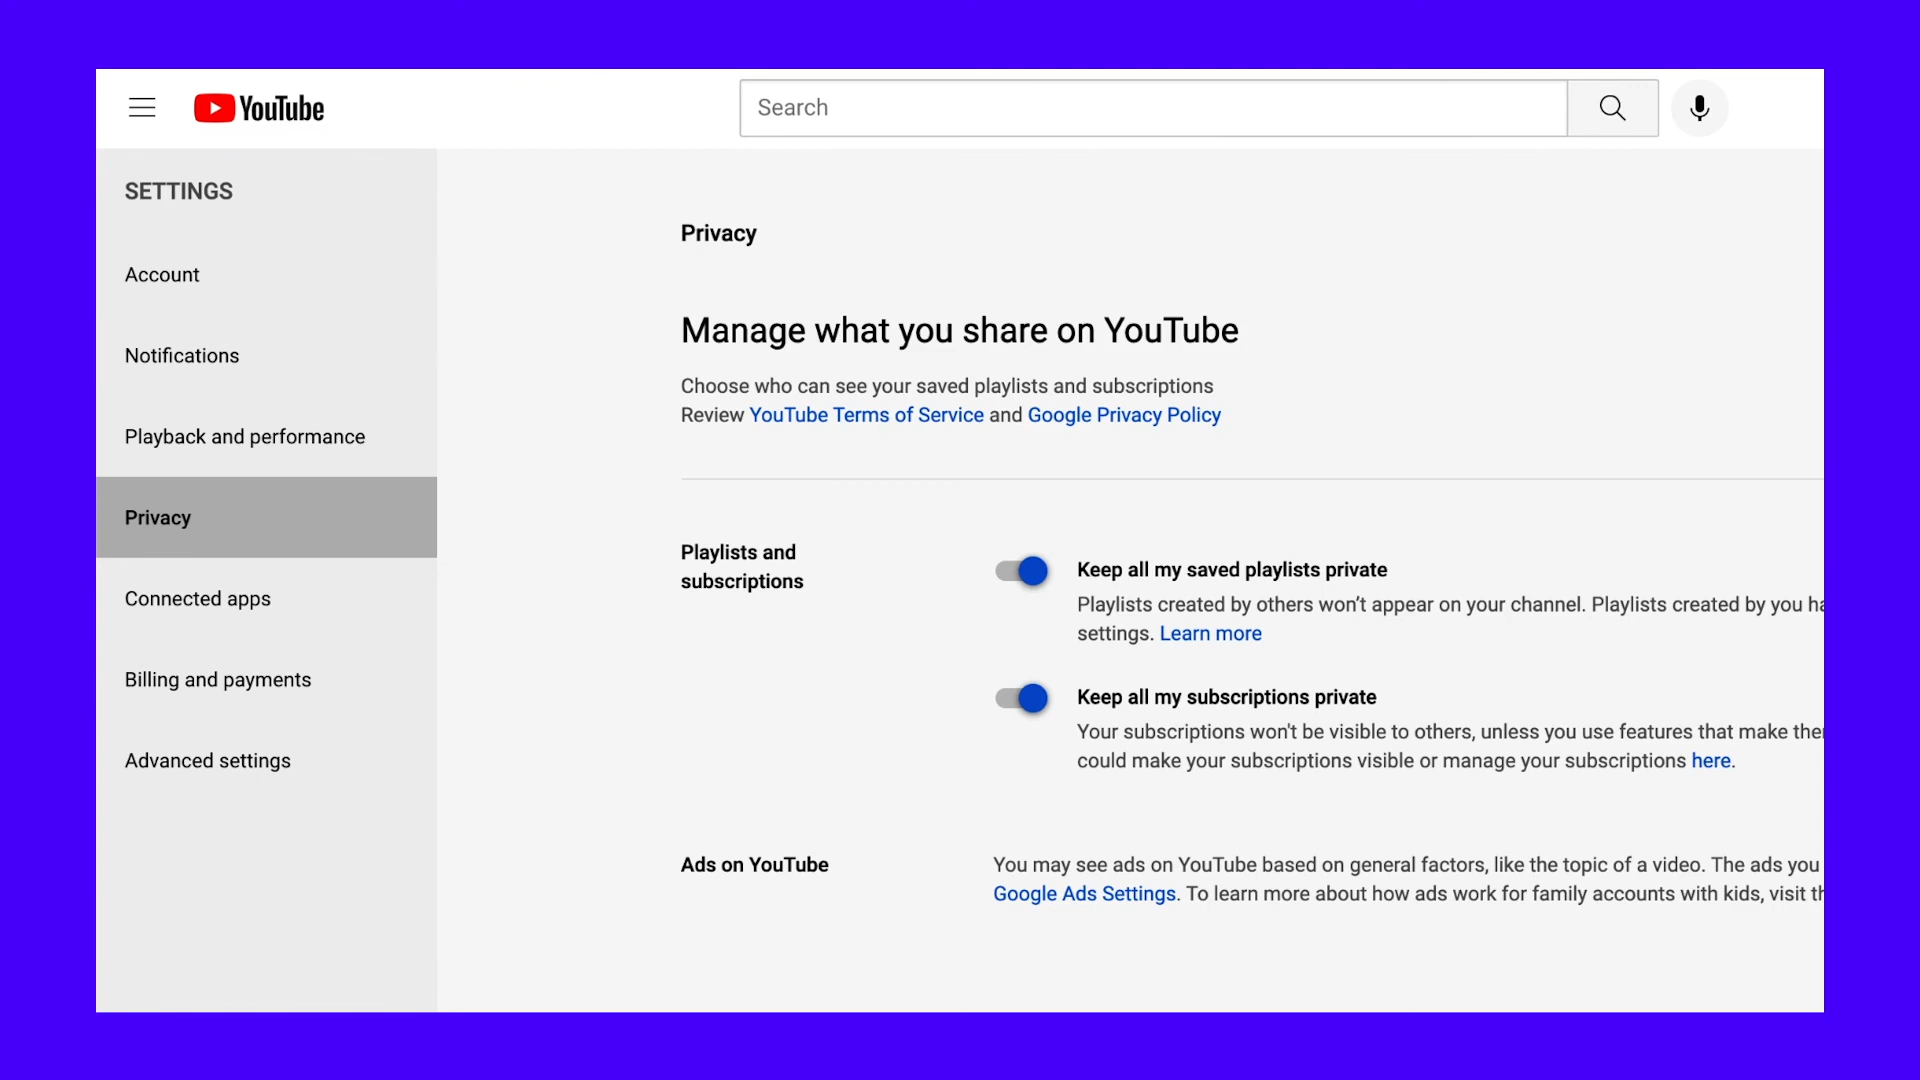 YouTube
Search
SETTINGS
Account
Notifications
Playback and performance
Privacy
Connected apps
Billing and payments
Advanced settings
Privacy
Manage what you share on YouTube
Choose who can see your saved playlists and subscriptions
Review YouTube Terms of Service and Google Privacy Policy
Playlists and
subscriptions
Keep all my saved playlists private
Playlists created by others won’t appear on your channel. Playlists created by you
settings. Learn more
Keep all my subscriptions private
Your subscriptions won't be visible to others, unless you use features that make
could make your subscriptions visible or manage your subscriptions here.
Ads on YouTube
You may see ads on YouTube based on general factors, like the topic of a video. The ads you
Google Ads Settings. To learn more about how ads work for family accounts with kids, visit